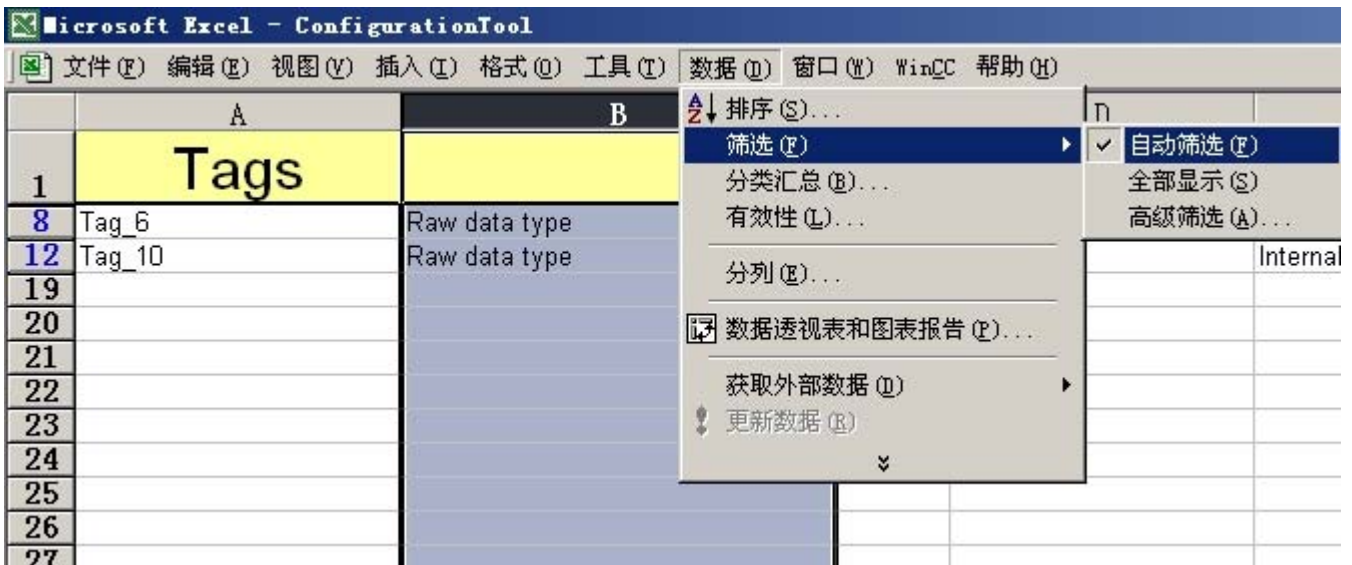 Microsoft Excel - ConfigurationTool
文件(F) 编辑(E) 视图(V) 插入(I) 格式(O) 工具(T) 数据(D) 窗口(W) WinCC 帮助(H)
A B D
排序(S)...
筛选(F)
自动筛选(F)
全部显示(S)
高级筛选(A)...
分类汇总(B)...
有效性(L)...
分列(E)...
数据透视表和图表报告(P)...
获取外部数据(D)
更新数据(R)
1 Tags
8 Tag_6 Raw data type
12 Tag_10 Raw data type Internal
19
20
21
22
23
24
25
26
27